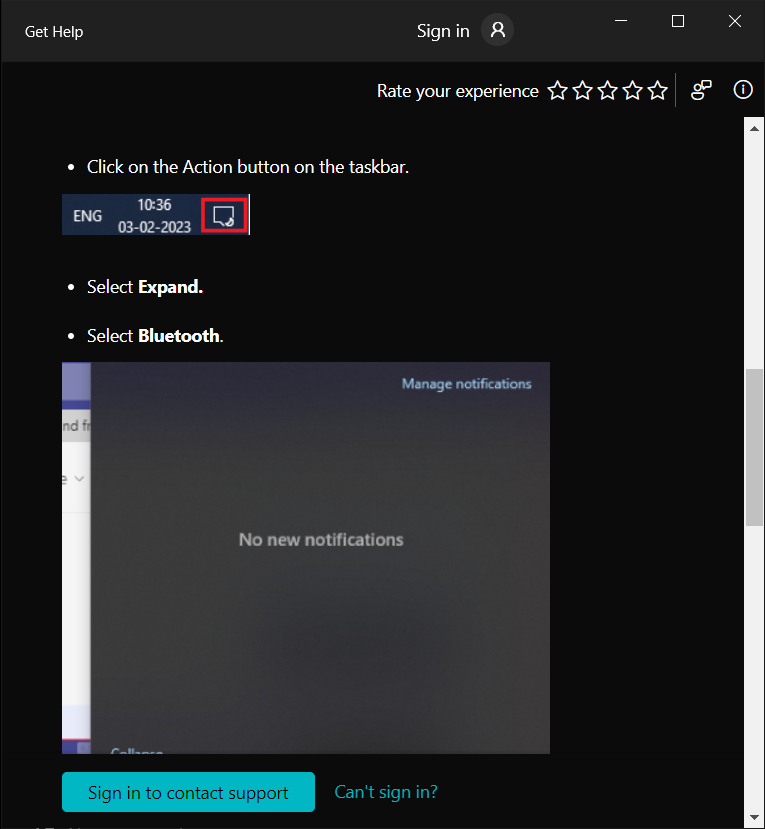 Get Help
Sign in
Rate your experience
Click on the Action button on the taskbar.
ENG
10:36
03-02-2023
Select Expand.
Select Bluetooth.
Manage notifications
nd fr
e
No new notifications
Collapse
Sign in to contact support
Can't sign in?